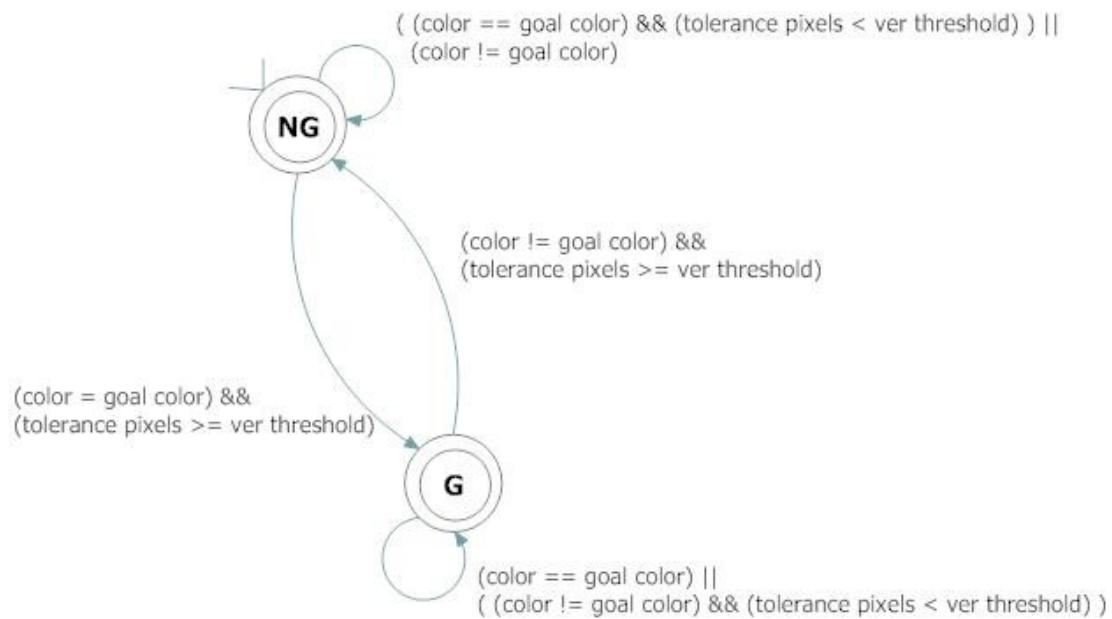 ( (color == goal color) && (tolerance pixels < ver threshold) ) ||
(color != goal color)
NG
(color != goal color) &&
(tolerance pixels >= ver threshold)
(color = goal color) &&
(tolerance pixels >= ver threshold)
G
(color == goal color) ||
( (color != goal color) && (tolerance pixels < ver threshold) )